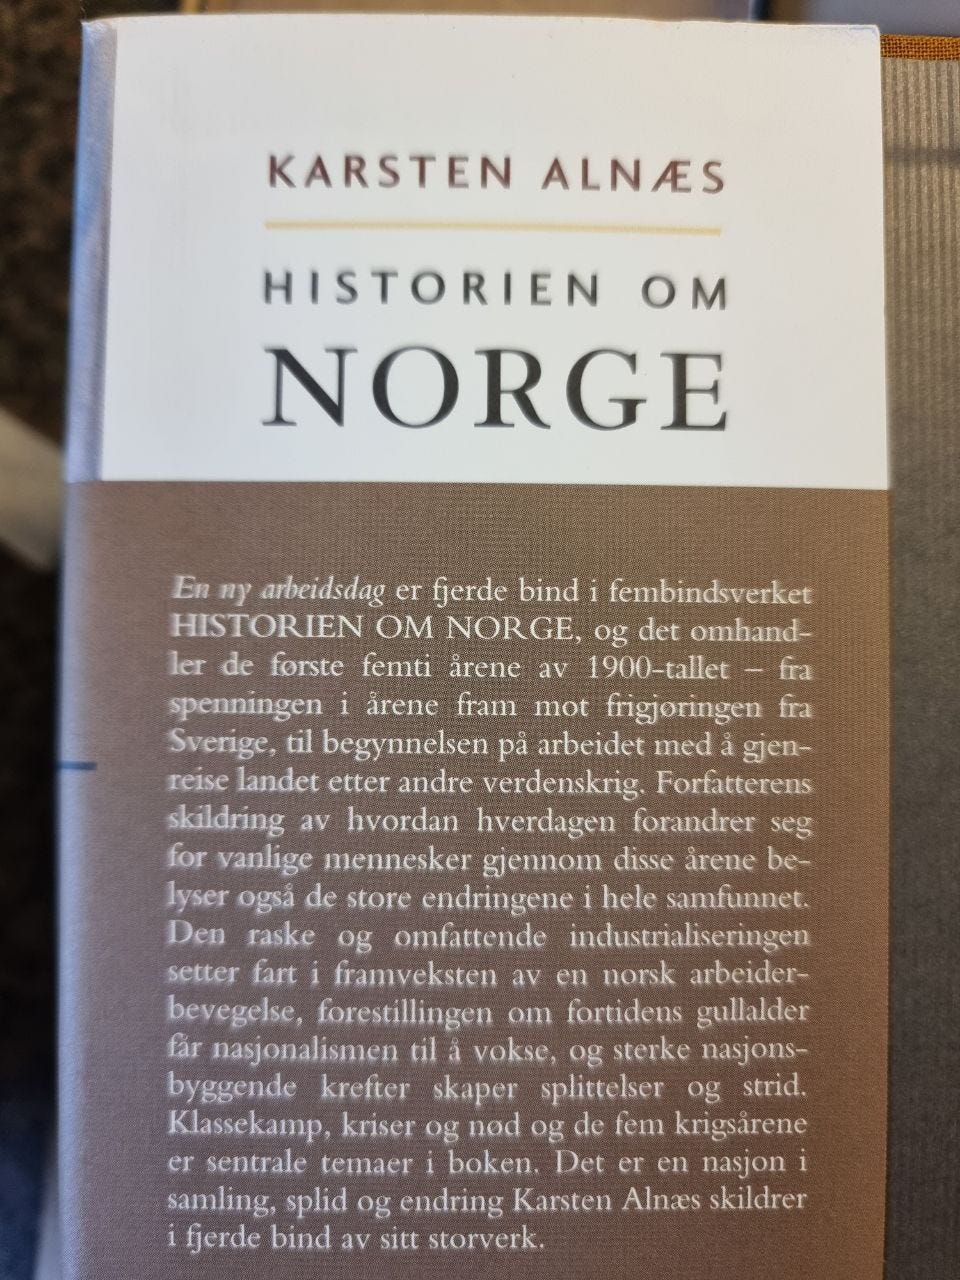 KARSTEN ALNÆS
HISTORIEN OM
NORGE
En ny arbeidsdag er fjerde bind i fembindsverket
HISTORIEN OM NORGE, og det omhand-
ler de første femti årene av 1900-tallet – fra
spenningen i årene fram mot frigjøringen fra
Sverige, til begynnelsen på arbeidet med å gjen-
reise landet etter andre verdenskrig. Forfatterens
skildring av hvordan hverdagen forandrer seg
for vanlige mennesker gjennom disse årene be-
lyser også de store endringene i hele samfunnet.
Den raske og omfattende industrialiseringen
setter fart i framveksten av en norsk arbeider-
bevegelse, forestillingen om fortidens gullalder
får nasjonalismen til å vokse, og sterke nasjons-
byggende krefter skaper splittelser og strid.
Klassekamp, kriser og nød og de fem krigsårene
er sentrale temaer i boken. Det er en nasjon i
samling, splid og endring Karsten Alnæs skildrer
i fjerde bind av sitt storverk.